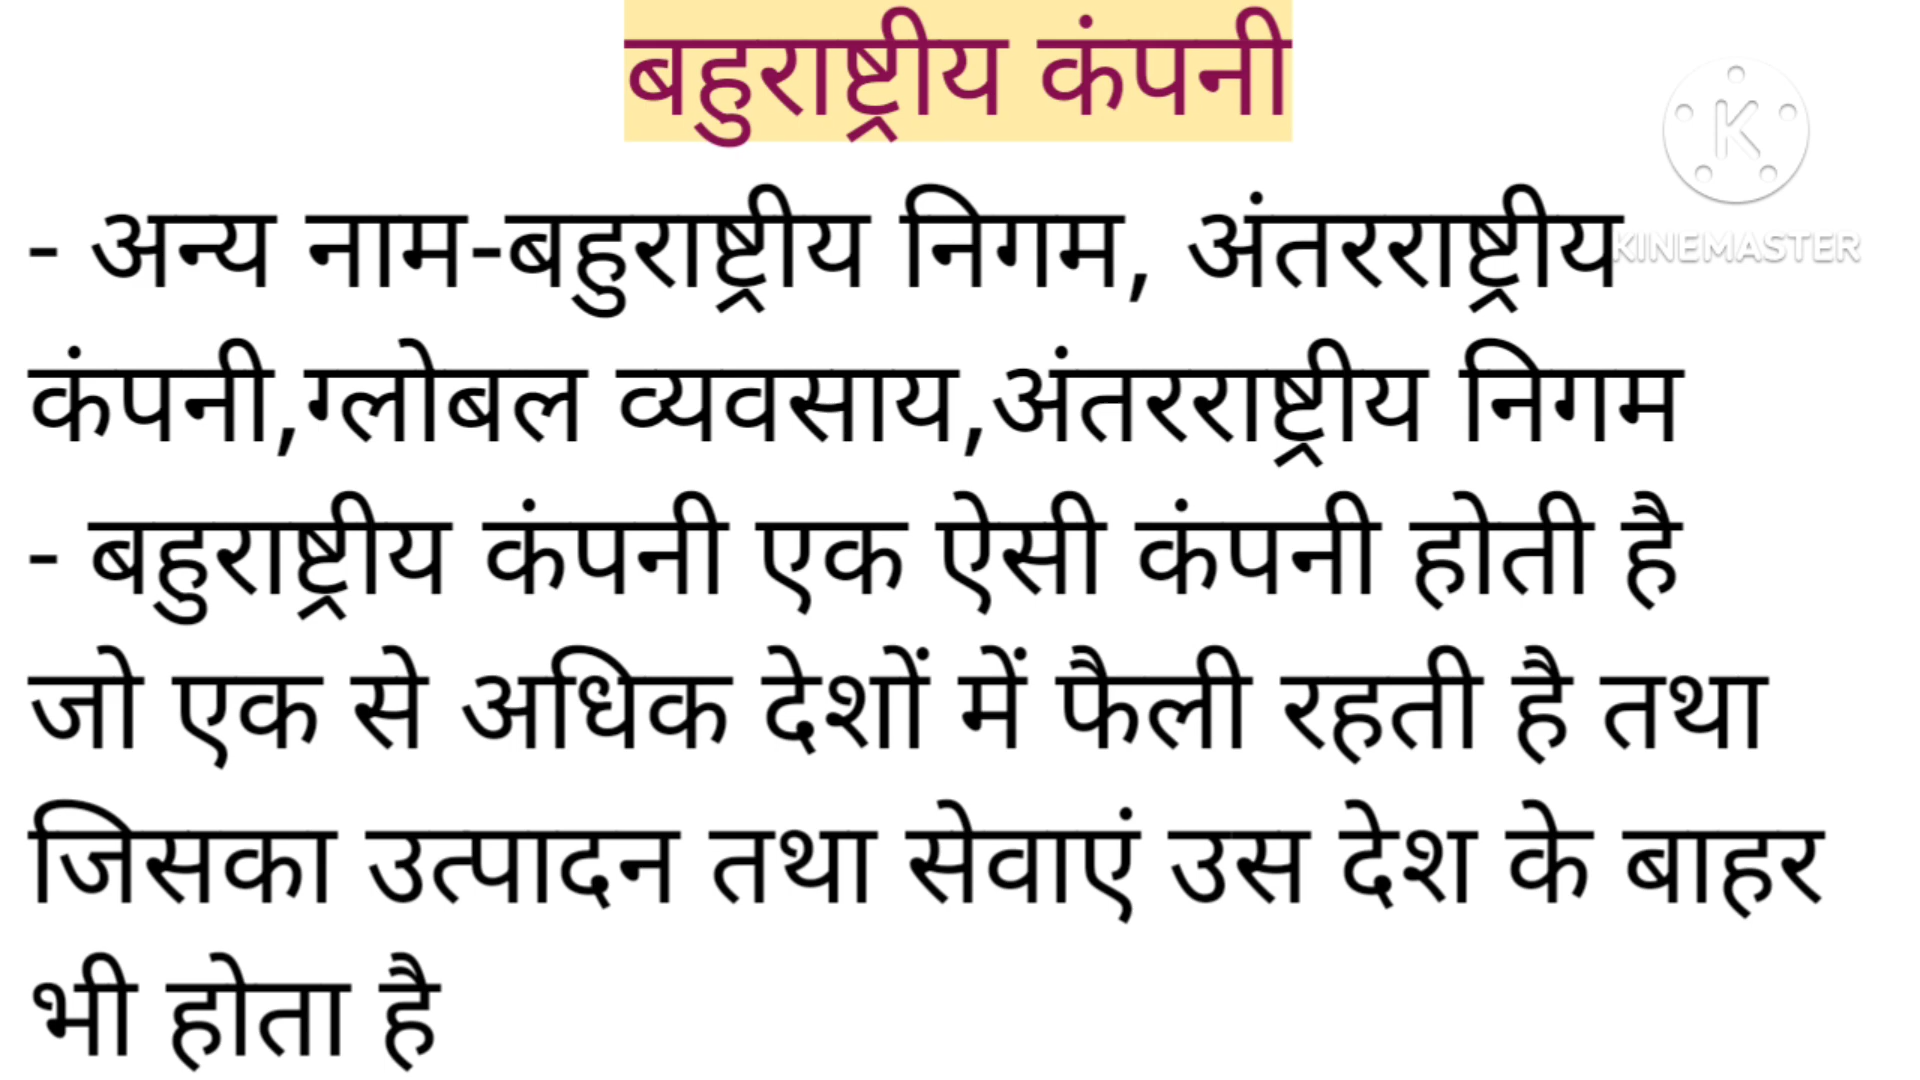 बहुराष्ट्रीय कंपनी
- अन्य नाम-बहुराष्ट्रीय निगम, अंतरराष्ट्रीय
K
KINEMASTER
कंपनी,ग्लोबल व्यवसाय,अंतरराष्ट्रीय निगम
- बहुराष्ट्रीय कंपनी एक ऐसी कंपनी होती है
जो एक से अधिक देशों में फैली रहती है तथा
जिसका उत्पादन तथा सेवाएं उस देश के बाहर
भी होता है